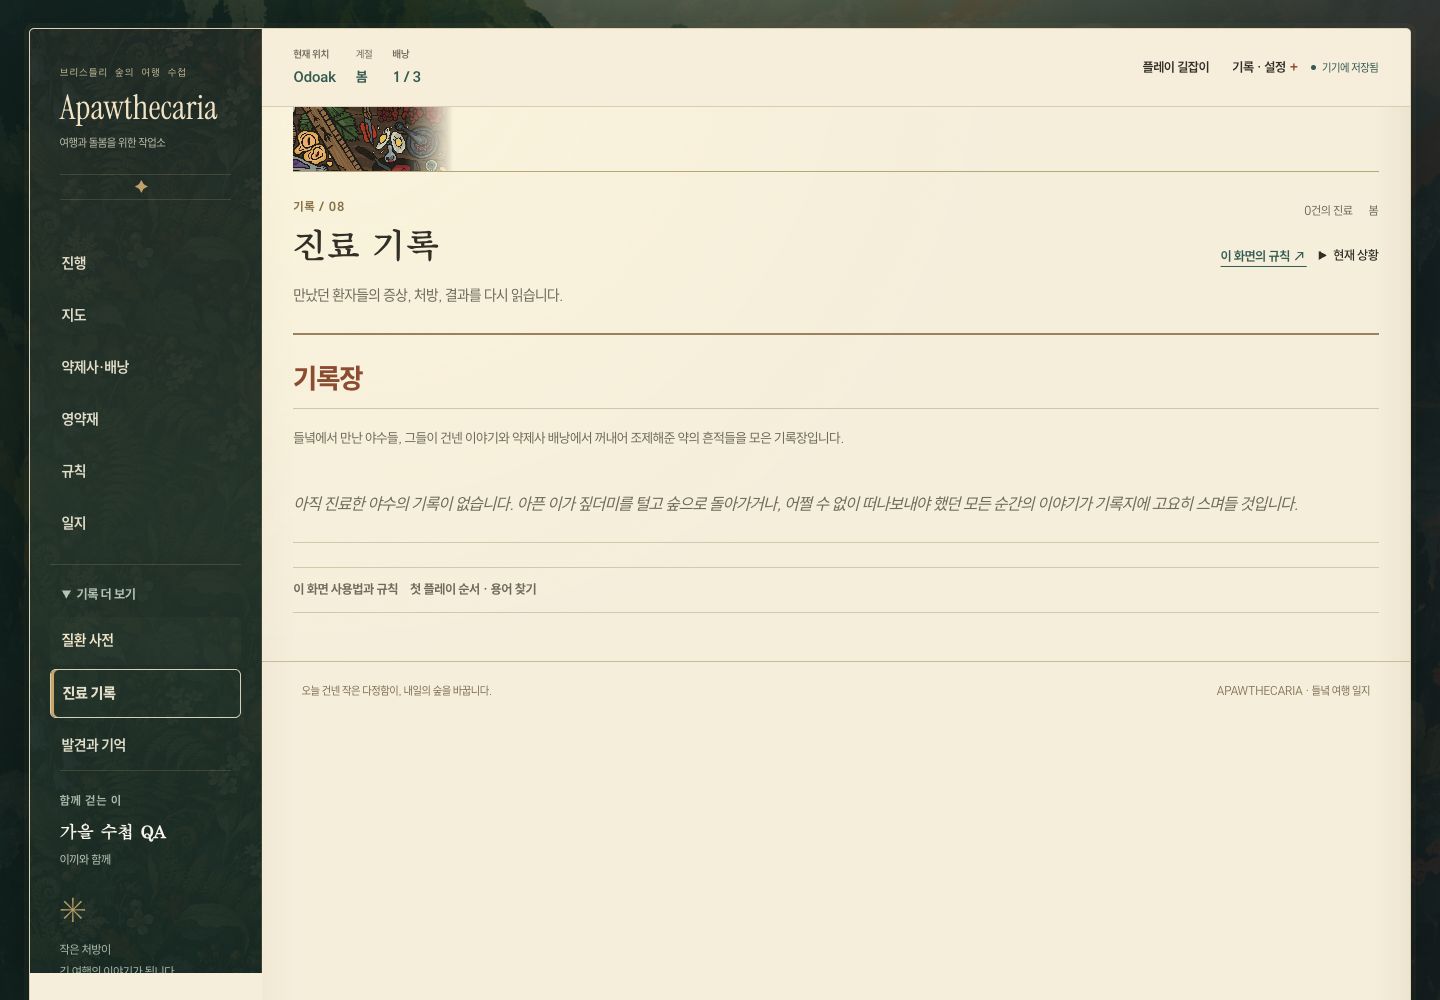 브리스들리 숲의 여행 수첩
Apawthecaria
여행과 돌봄을 위한 작업소
진행
지도
약제사·배낭
영약재
규칙
일지
▼ 기록 더 보기
질환 사전
진료 기록
발견과 기억
함께 걷는 이
가을 수첩 QA
이끼와 함께
작은 처방이
긴 여행의 이야기가 됩니다
현재 위치 계절 배낭
Odoak 봄 1 / 3
플레이 길잡이 기록 · 설정 + • 기기에 저장됨
기록 / 08
0건의 진료 봄
진료 기록
이 화면의 규칙 ↗ ▶ 현재 상황
만났던 환자들의 증상, 처방, 결과를 다시 읽습니다.
기록장
들녘에서 만난 야수들, 그들이 건넨 이야기와 약제사 배낭에서 꺼내어 조제해준 약의 흔적들을 모은 기록장입니다.
아직 진료한 야수의 기록이 없습니다. 아픈 이가 짚더미를 털고 숲으로 돌아가거나, 어쩔 수 없이 떠나보내야 했던 모든 순간의 이야기가 기록지에 고요히 스며들 것입니다.
이 화면 사용법과 규칙 첫 플레이 순서 · 용어 찾기
오늘 건넨 작은 다정함이, 내일의 숲을 바꿉니다.
APAWTHECARIA · 들녘 여행 일지